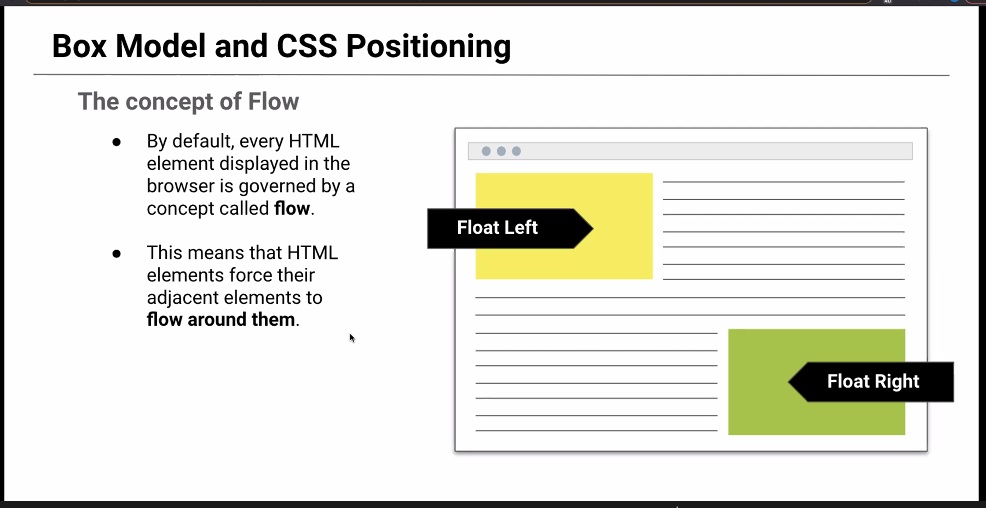 Box Model and CSS Positioning
The concept of Flow
● By default, every HTML
element displayed in the
browser is governed by a
concept called flow.
● This means that HTML
elements force their
adjacent elements to
flow around them.
Float Left
Float Right